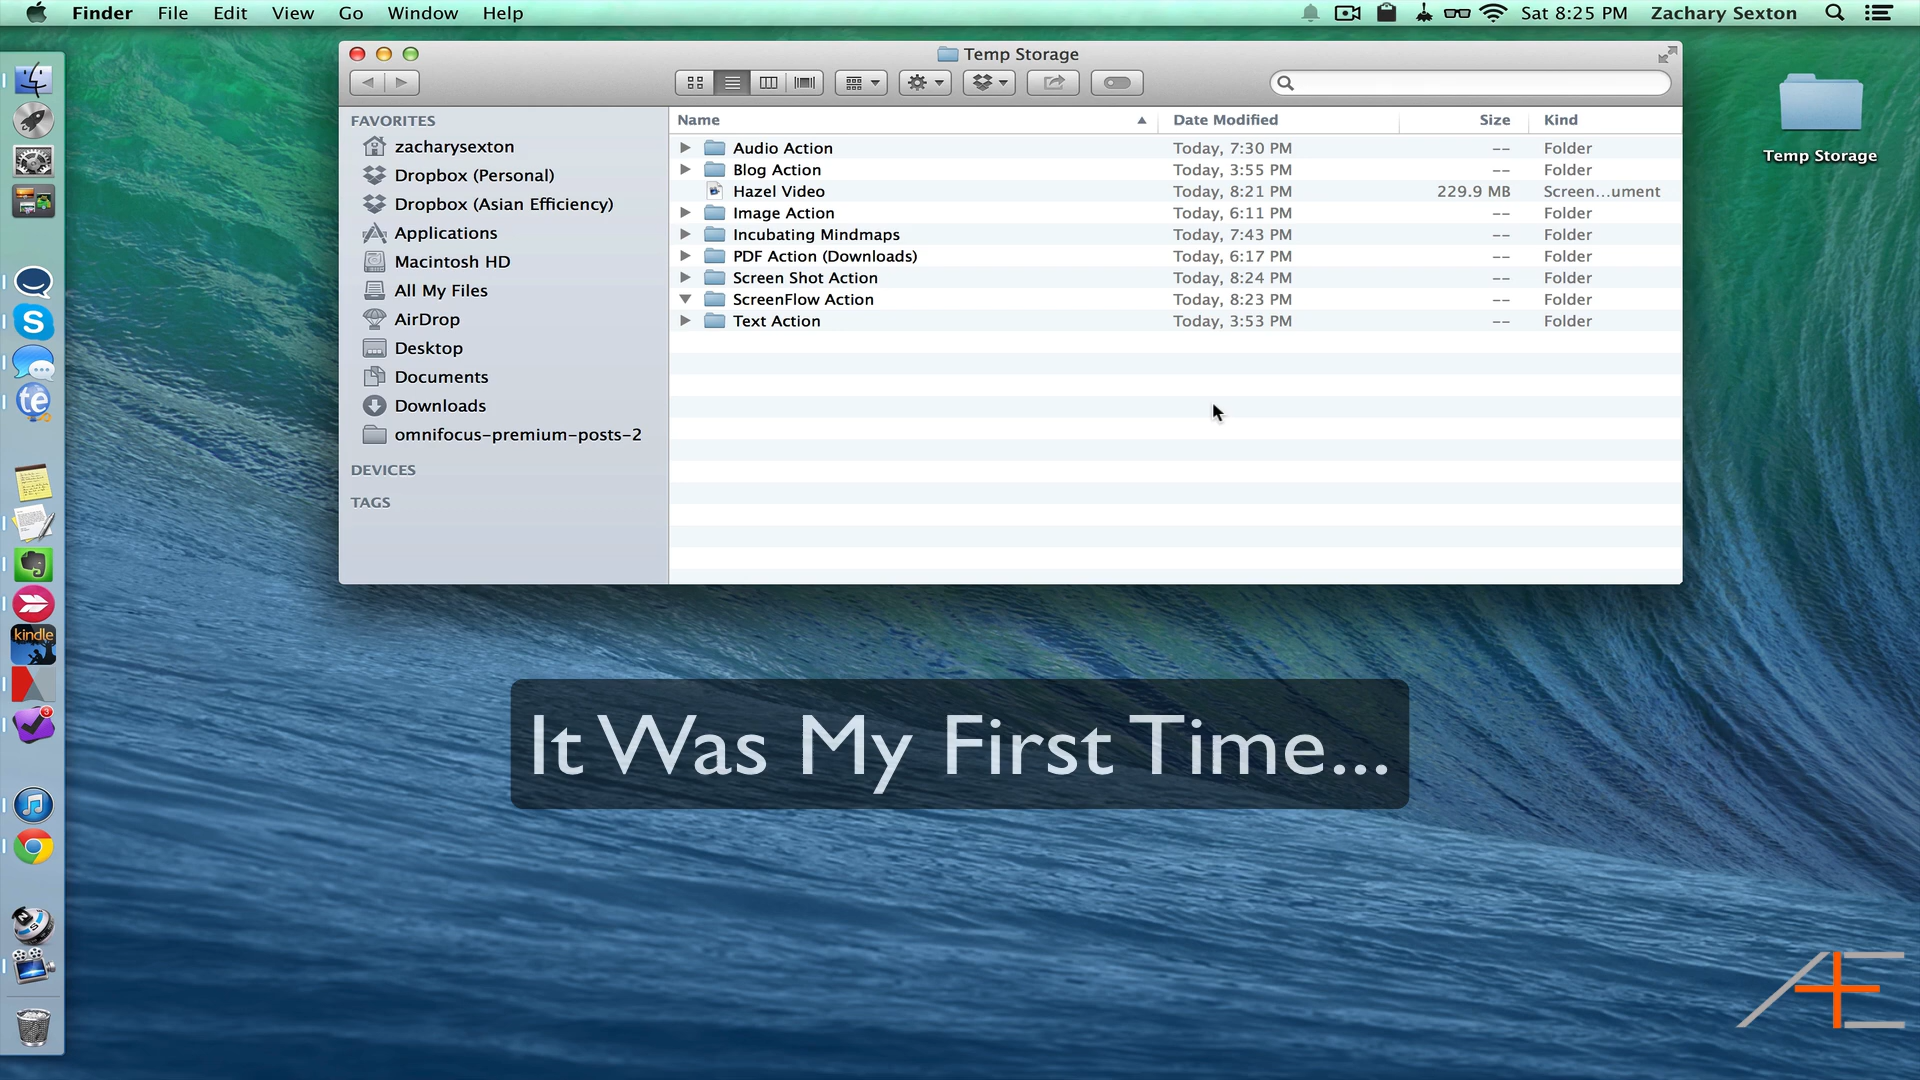 Finder File Edit View Go Window Help Sat 8:25 PM Zachary Sexton
Temp Storage
FAVORITES
zacharysexton
Dropbox (Personal)
Dropbox (Asian Efficiency)
Applications
Macintosh HD
All My Files
AirDrop
Desktop
Documents
Downloads
omnifocus-premium-posts-2
DEVICES
TAGS
Name Date Modified Size Kind
Audio Action Today, 7:30 PM -- Folder
Blog Action Today, 3:55 PM -- Folder
Hazel Video Today, 8:21 PM 229.9 MB Screen...ument
Image Action Today, 6:11 PM -- Folder
Incubating Mindmaps Today, 7:43 PM -- Folder
PDF Action (Downloads) Today, 6:17 PM -- Folder
Screen Shot Action Today, 8:24 PM -- Folder
ScreenFlow Action Today, 8:23 PM -- Folder
Text Action Today, 3:53 PM -- Folder
Temp Storage
S
te
kindle
3
It Was My First Time...
AE